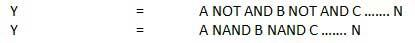 Y = A NOT AND B NOT AND C ....... N
Y = A NAND B NAND C ....... N